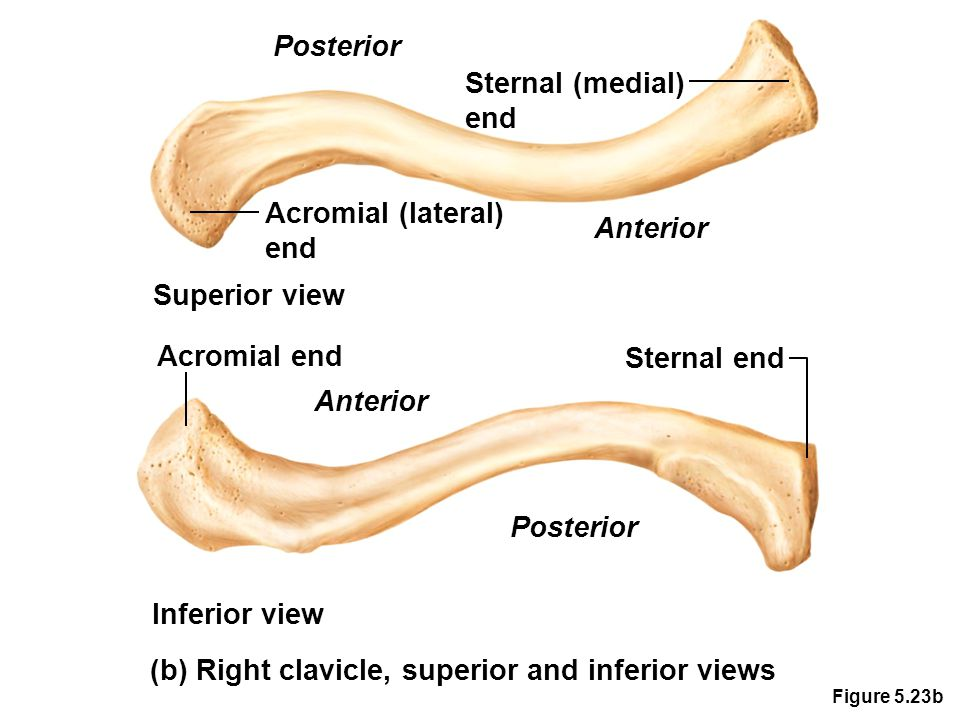 Posterior
Sternal (medial)
end
Acromial (lateral)
end
Anterior
Superior view
Acromial end
Sternal end
Anterior
Posterior
Inferior view
(b) Right clavicle, superior and inferior views
Figure 5.23b